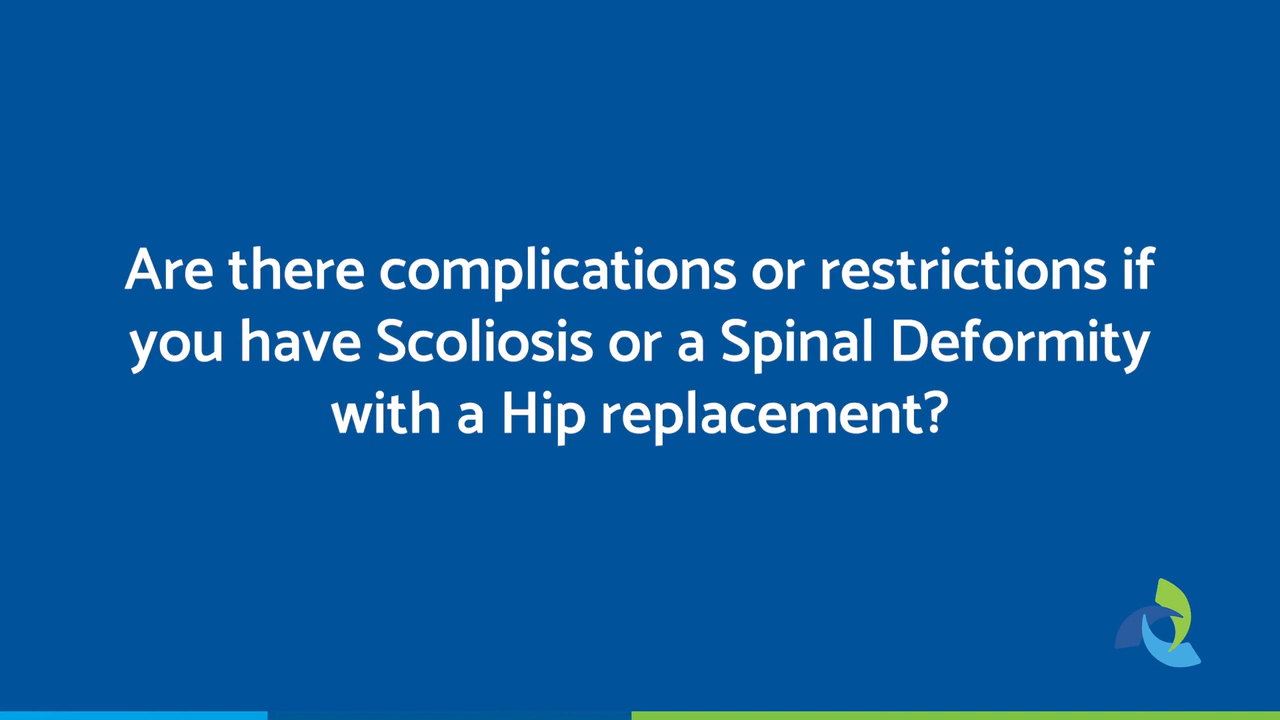 Are there complications or restrictions if
you have Scoliosis or a Spinal Deformity
with a Hip replacement?